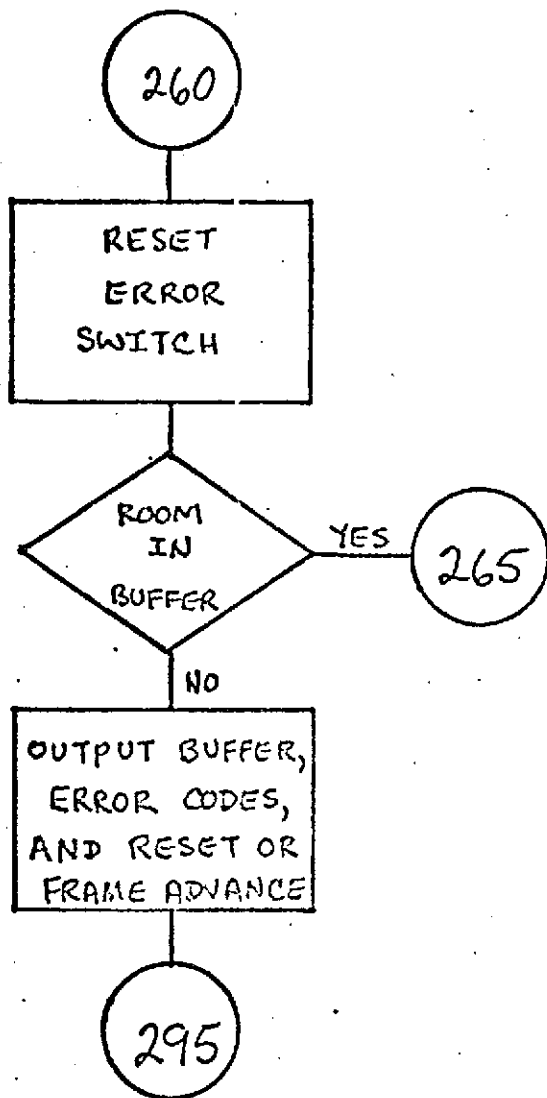 260
RESET
ERROR
SWITCH
ROOM
IN
BUFFER
YES
265
NO
OUTPUT BUFFER,
ERROR CODES,
AND RESET OR
FRAME ADVANCE
295